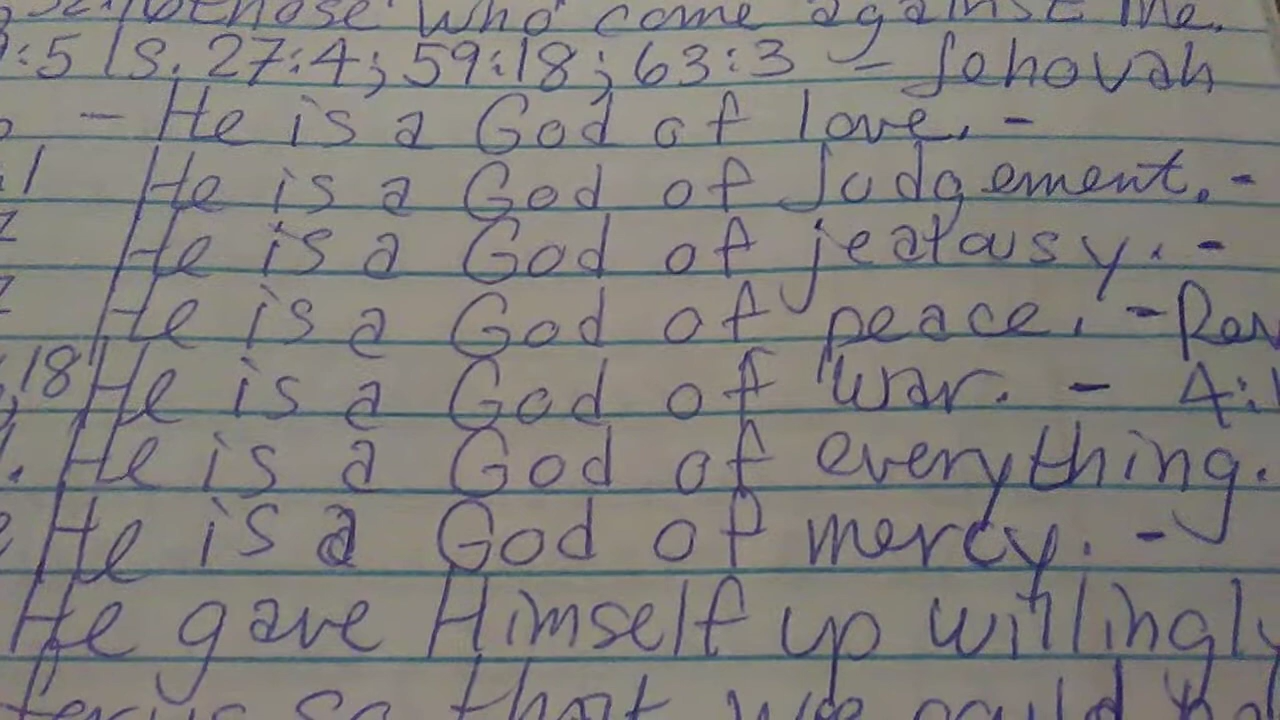 those who come against me.
:5 Is. 27:4; 59:18; 63:3 - Jehovah
- He is a God of love. -
1 He is a God of Judgement. -
He is a God of jealousy. -
He is a God of peace. - Rev
,18 He is a God of war. - 4:1
. He is a God of everything.
He is a God of mercy. -
He gave Himself up willingly
so that we could